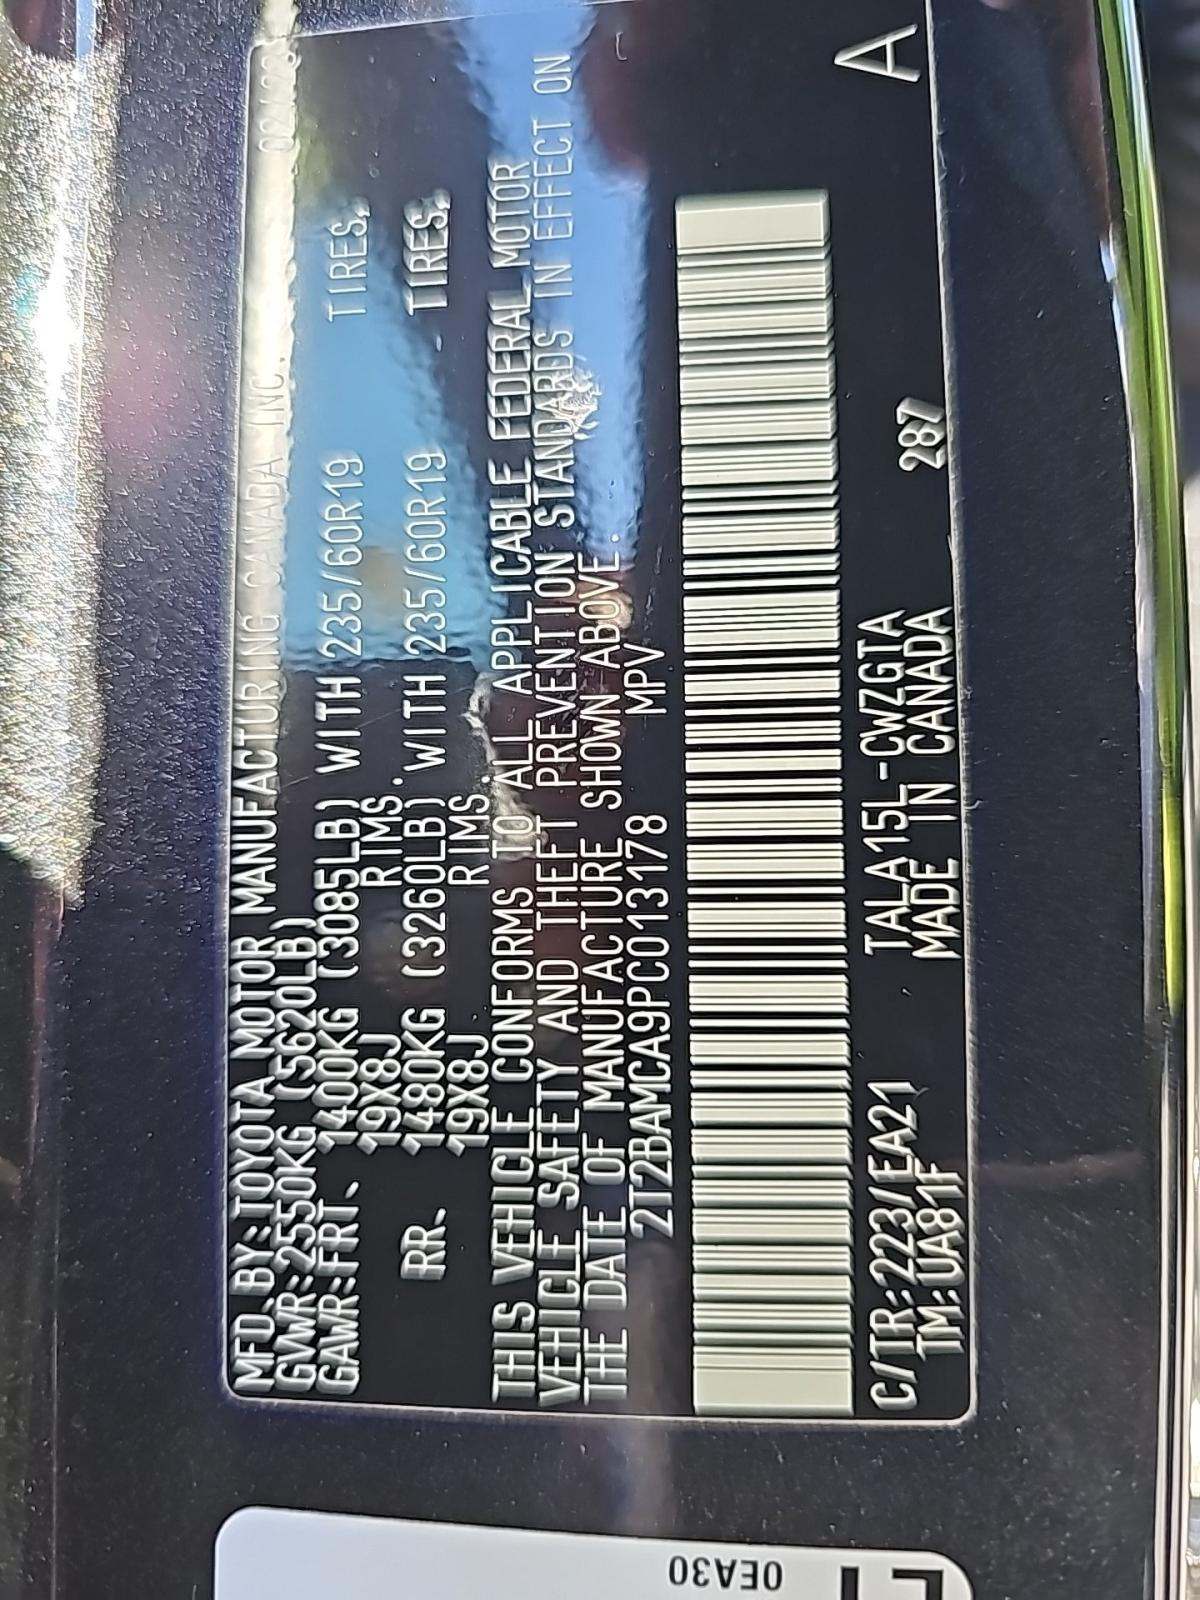 MFD.BY:TOYOTA MOTOR MANUFACTURING CANADA INC.
GVWR:2550KG (5620LB)
GAWR:FRT. 1400KG (3085LB) WITH 235/60R19 TIRES,
19X8J RIMS.
RR. 1480KG (3260LB) WITH 235/60R19 TIRES,
19X8J RIMS.
THIS VEHICLE CONFORMS TO ALL APPLICABLE FEDERAL MOTOR
VEHICLE SAFETY AND THEFT PREVENTION STANDARDS IN EFFECT ON
THE DATE OF MANUFACTURE SHOWN ABOVE.
2T2BAMCA9PC013178 MPV
C/TR:223/EA21 TALA15L-CWZGTA 287 A
TM:UA81F MADE IN CANADA
0EA30